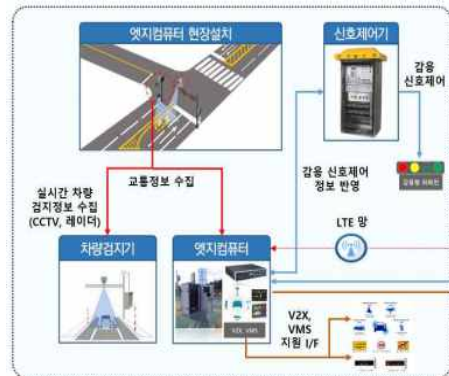 엣지컴퓨터 현장설치
신호제어기
감응
신호제어
실시간 차량
검지정보 수집
(CCTV, 레이더)
교통정보 수집
감응 신호제어
정보 반영
LTE 망
차량검지기
엣지컴퓨터
V2X, VMS
V2X,
VMS
지원 I/F